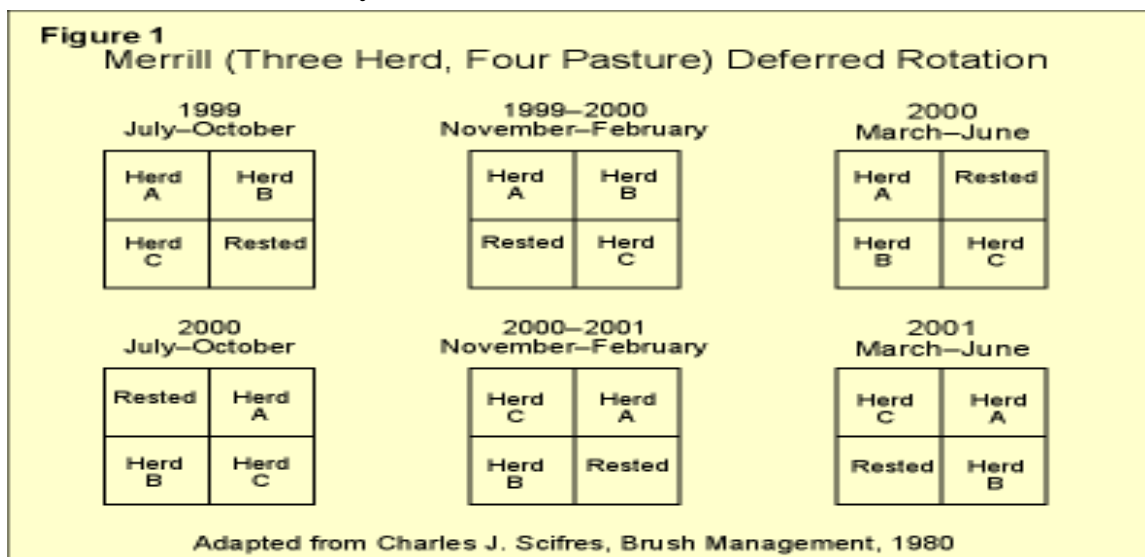 Figure 1
Merrill (Three Herd, Four Pasture) Deferred Rotation
1999
July–October
Herd
A
Herd
B
Herd
C
Rested
1999–2000
November–February
Herd
A
Herd
B
Rested
Herd
C
2000
March–June
Herd
A
Rested
Herd
B
Herd
C
2000
July–October
Rested
Herd
A
Herd
B
Herd
C
2000–2001
November–February
Herd
C
Herd
A
Herd
B
Rested
2001
March–June
Herd
C
Herd
A
Rested
Herd
B
Adapted from Charles J. Scifres, Brush Management, 1980